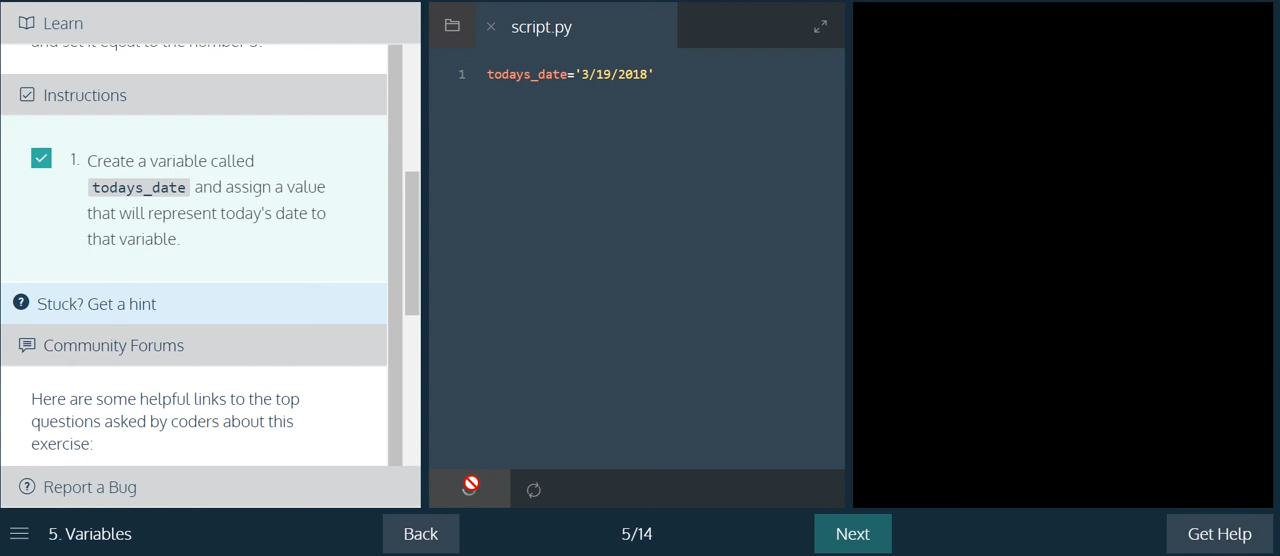 Learn
Instructions
1. Create a variable called
todays_date and assign a value
that will represent today's date to
that variable.
? Stuck? Get a hint
Community Forums
Here are some helpful links to the top
questions asked by coders about this
exercise:
? Report a Bug
× script.py
1 todays_date='3/19/2018'
5. Variables
Back
5/14
Next
Get Help